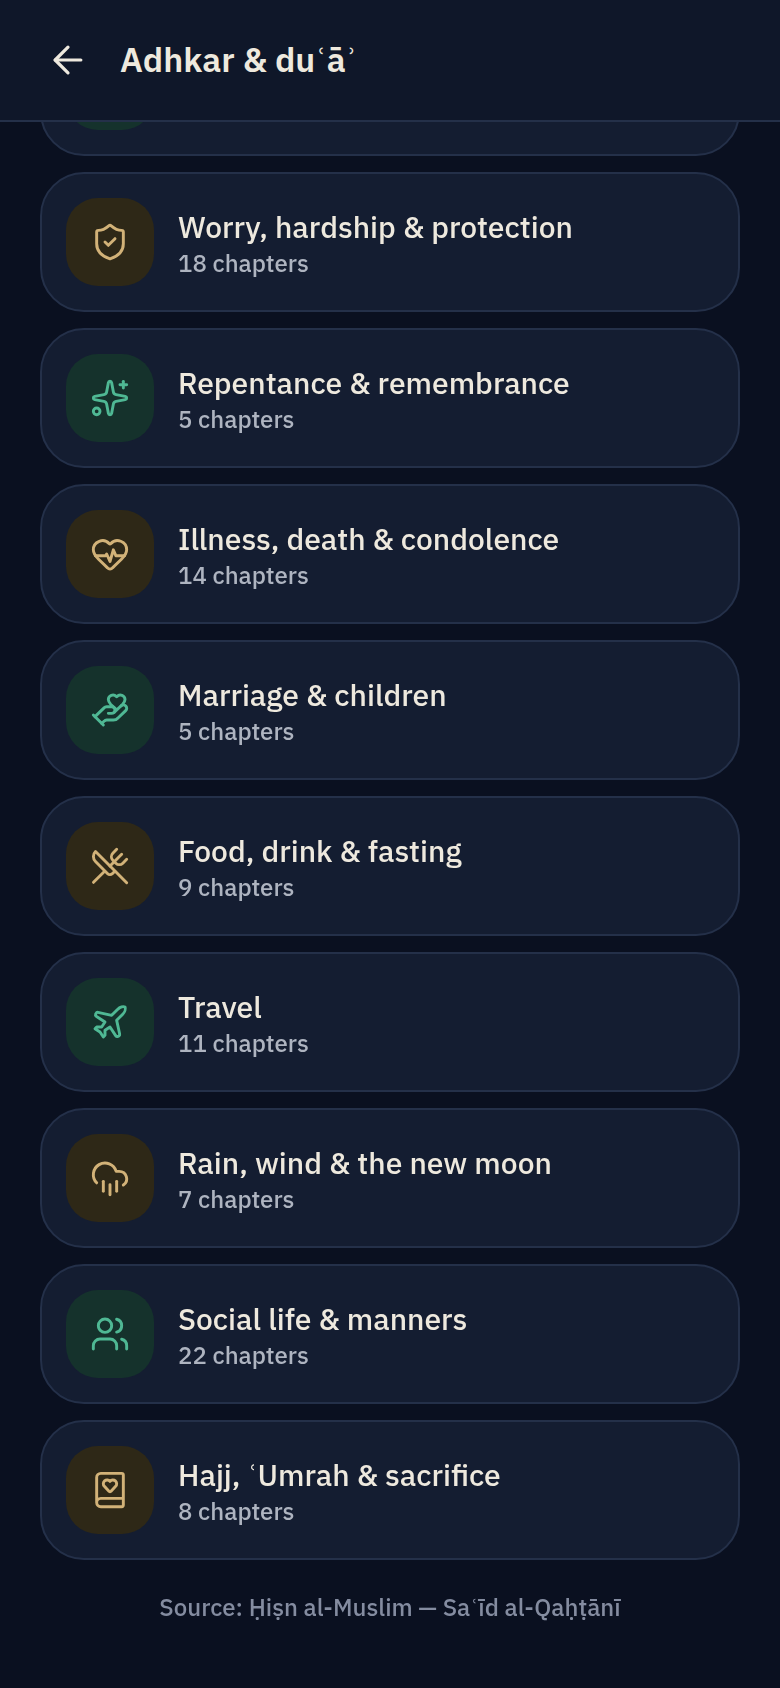 Adhkar & duʿāʾ
Worry, hardship & protection
18 chapters
Repentance & remembrance
5 chapters
Illness, death & condolence
14 chapters
Marriage & children
5 chapters
Food, drink & fasting
9 chapters
Travel
11 chapters
Rain, wind & the new moon
7 chapters
Social life & manners
22 chapters
Hajj, ʿUmrah & sacrifice
8 chapters
Source: Ḥiṣn al-Muslim — Saʿīd al-Qaḥṭānī